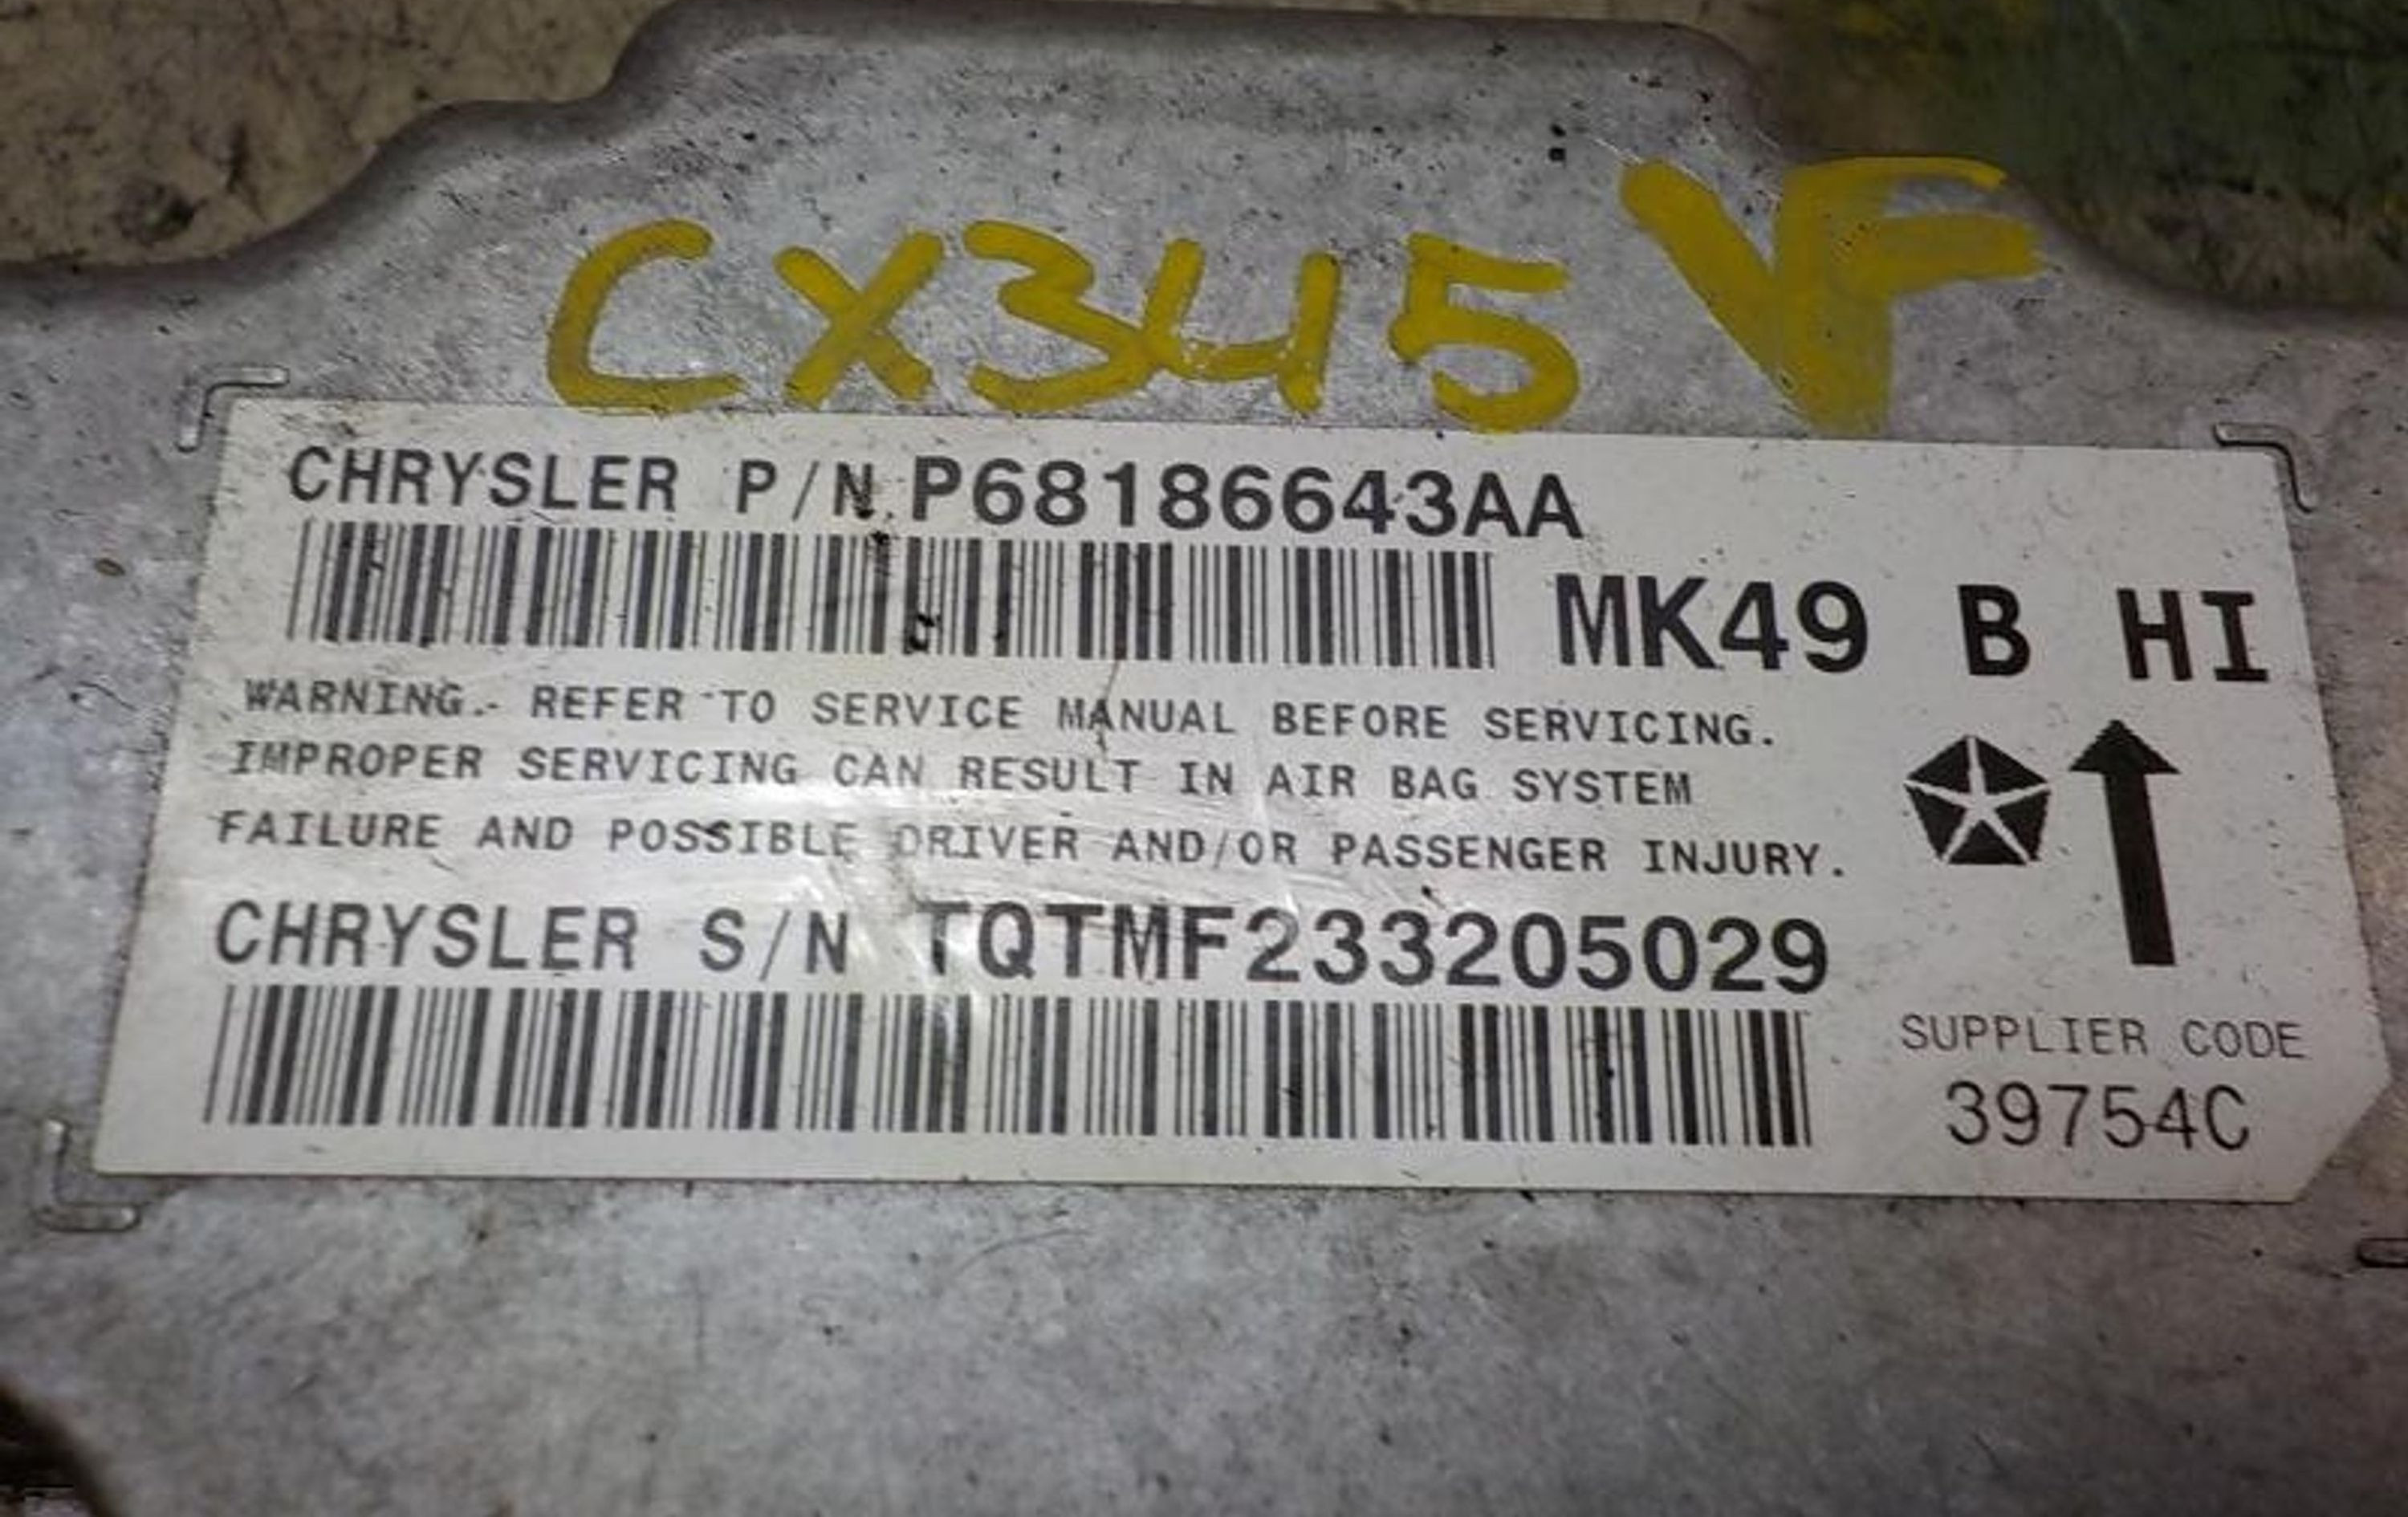 CX345 VF
CHRYSLER P/N P68186643AA
MK49 B HI
WARNING.- REFER TO SERVICE MANUAL BEFORE SERVICING.
IMPROPER SERVICING CAN RESULT IN AIR BAG SYSTEM
FAILURE AND POSSIBLE DRIVER AND/OR PASSENGER INJURY.
CHRYSLER S/N TQTMF233205029
SUPPLIER CODE
39754C